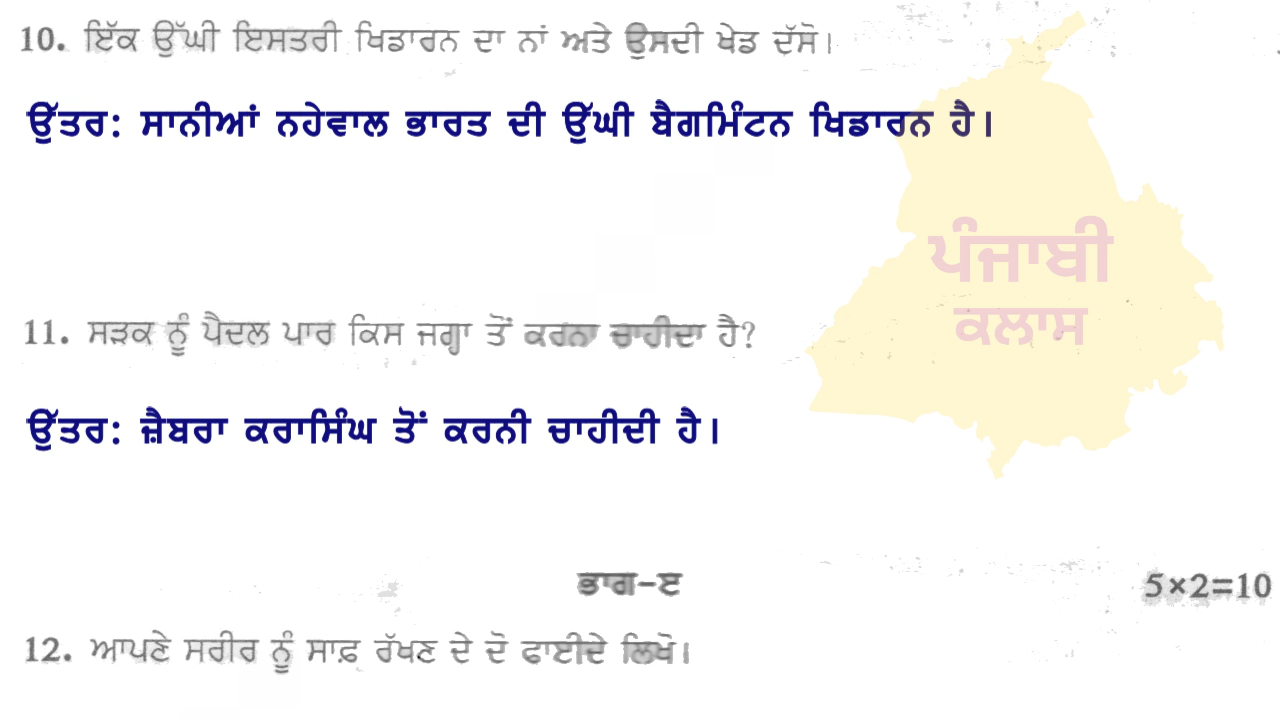 10. ਇੱਕ ਉੱਘੀ ਇਸਤਰੀ ਖਿਡਾਰਨ ਦਾ ਨਾਂ ਅਤੇ ਉਸਦੀ ਖੇਡ ਦੱਸੋ।
ਉੱਤਰ: ਸਾਨੀਆਂ ਨਹੇਵਾਲ ਭਾਰਤ ਦੀ ਉੱਘੀ ਬੈਗਮਿੰਟਨ ਖਿਡਾਰਨ ਹੈ।
ਪੰਜਾਬੀ
ਕਲਾਸ
11. ਸੜਕ ਨੂੰ ਪੈਦਲ ਪਾਰ ਕਿਸ ਜਗ੍ਹਾ ਤੋਂ ਕਰਨਾ ਚਾਹੀਦਾ ਹੈ?
ਉੱਤਰ: ਜ਼ੈਬਰਾ ਕਰਾਸਿੰਘ ਤੋਂ ਕਰਨੀ ਚਾਹੀਦੀ ਹੈ।
ਭਾਗ-ੲ 5×2=10
12. ਆਪਣੇ ਸਰੀਰ ਨੂੰ ਸਾਫ਼ ਰੱਖਣ ਦੇ ਦੋ ਫਾਈਦੇ ਲਿਖੋ।